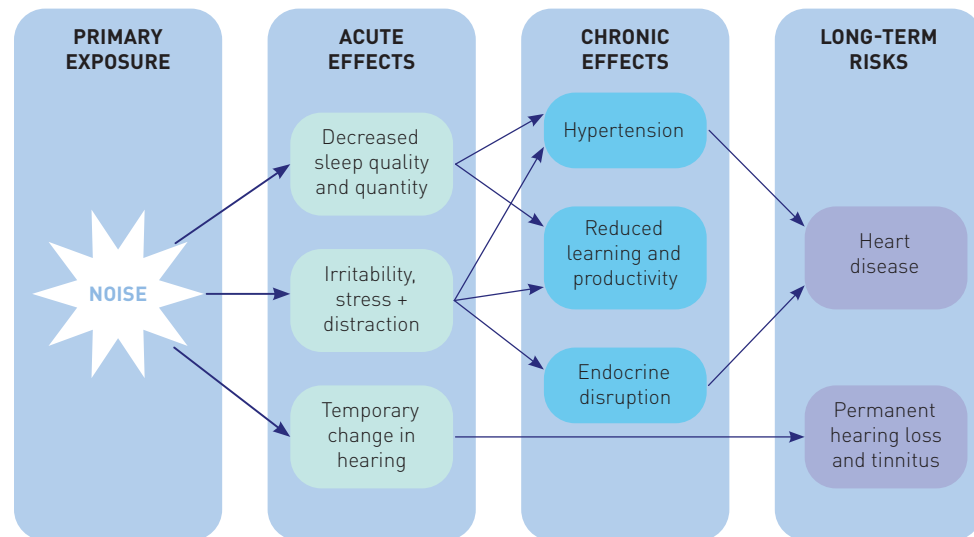 PRIMARY
EXPOSURE
NOISE
ACUTE
EFFECTS
Decreased
sleep quality
and quantity
Irritability,
stress +
distraction
Temporary
change in
hearing
CHRONIC
EFFECTS
Hypertension
Reduced
learning and
productivity
Endocrine
disruption
LONG-TERM
RISKS
Heart
disease
Permanent
hearing loss
and tinnitus